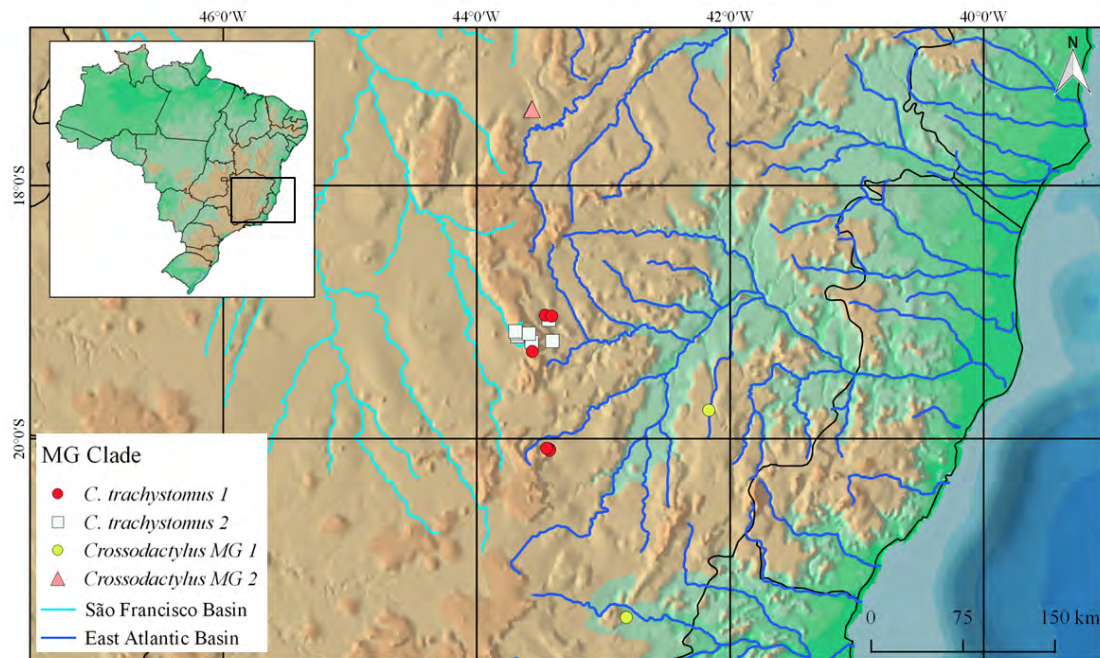 46°0'W 44°0'W 42°0'W 40°0'W
N
18°S
20°0'S
MG Clade
C. trachystomus 1
C. trachystomus 2
Crossodactylus MG 1
Crossodactylus MG 2
São Francisco Basin
East Atlantic Basin
0 75 150 km